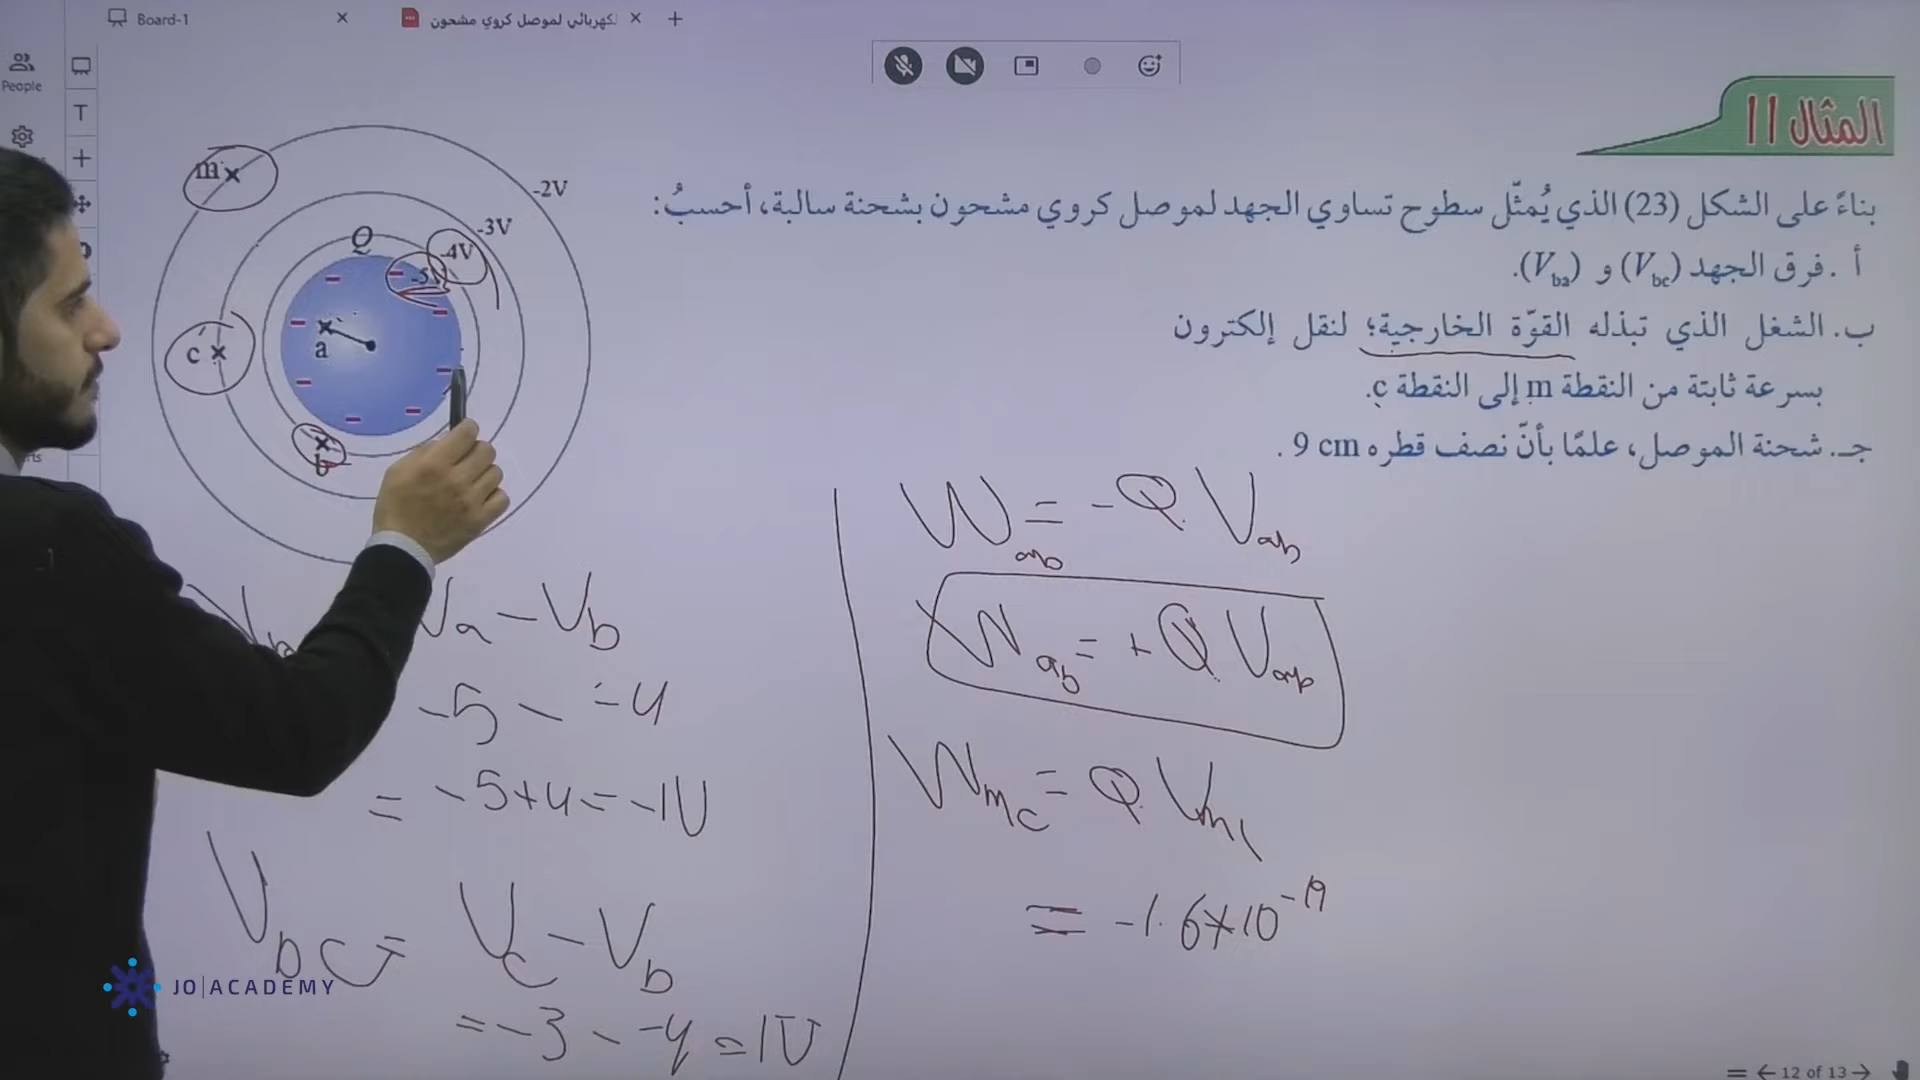 Board-1
كهربائي لموصل كروي مشحون
People
T
المثال 11
بناءً على الشكل (23) الذي يُمثّل سطوح تساوي الجهد لموصل كروي مشحون بشحنة سالبة، أحسبُ:
أ . فرق الجهد (Vbc) و (Vba).
ب. الشغل الذي تبذله القوّة الخارجية؛ لنقل إلكترون
بسرعة ثابتة من النقطة m إلى النقطة c.
جـ. شحنة الموصل، علمًا بأنّ نصف قطره 9 cm .
m
-2V
-3V
Q
-4V
-5
a
c
b
Va - Vb
-5 - -4
= -5+4 = -1V
Vbc = Vc - Vb
= -3 - -4 = 1V
Wab = -Q Vab
Wab = +Q Vab
Wmc = Q Vmc
= -1.6×10-19
JO|ACADEMY
12 of 13